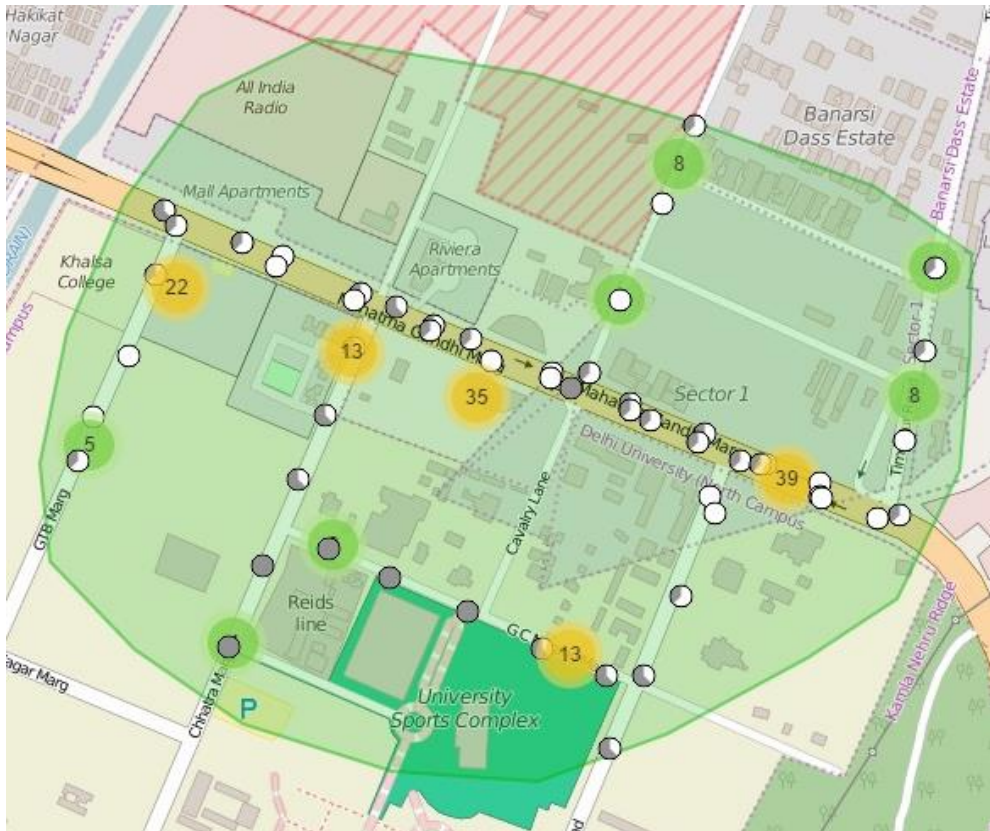 Hakikat
Nagar
All India
Radio
Banarsi
Dass Estate
Banarsi Dass Estate
8
Mall Apartments
Khalsa
College
Riviera
Apartments
22
13
35
8
Sector 1
Sector-1
Delhi University (North Campus
39
5
GTB Marg
Cavalry Lane
Reids
line
13
University
Sports Complex
P
Kamla Nehru Ridge